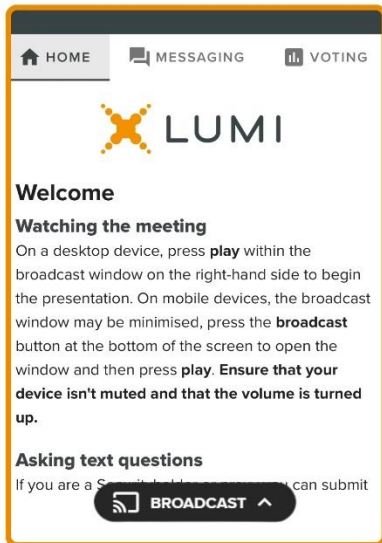 HOME MESSAGING VOTING
LUMI
Welcome
Watching the meeting
On a desktop device, press play within the
broadcast window on the right-hand side to begin
the presentation. On mobile devices, the broadcast
window may be minimised, press the broadcast
button at the bottom of the screen to open the
window and then press play. Ensure that your
device isn't muted and that the volume is turned
up.
Asking text questions
If you are a can submit
BROADCAST